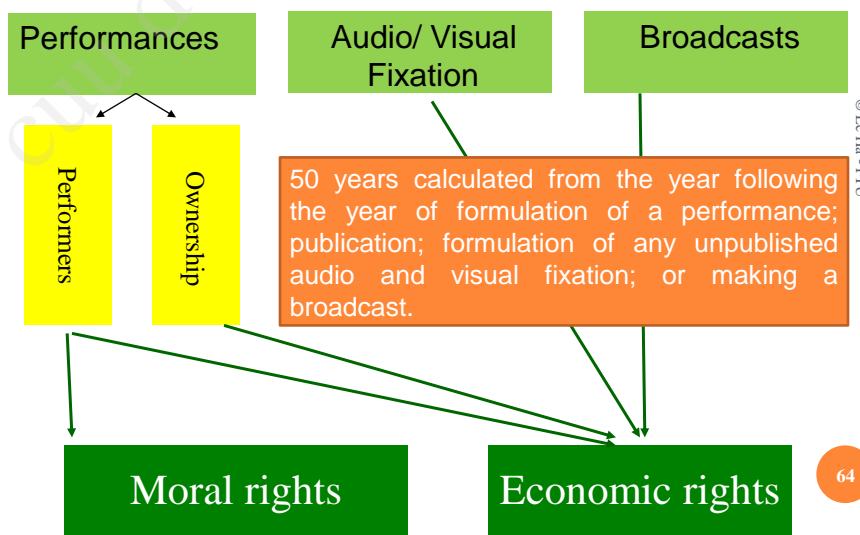 Performances
Audio/ Visual
Fixation
Broadcasts
Performers
Ownership
50 years calculated from the year following
the year of formulation of a performance;
publication; formulation of any unpublished
audio and visual fixation; or making a
broadcast.
Moral rights
Economic rights
64